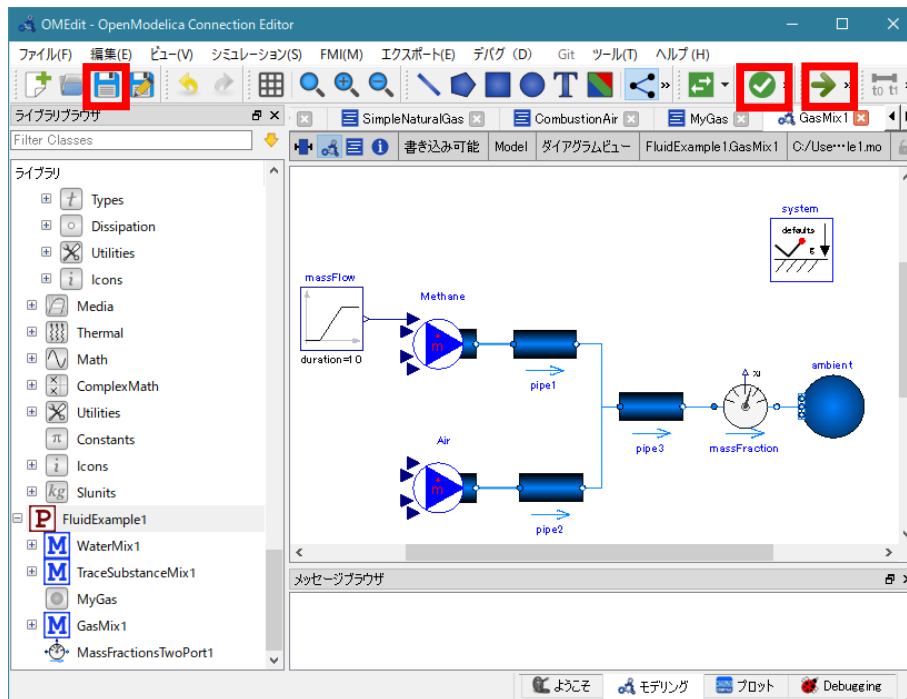 OMEdit - OpenModelica Connection Editor
ファイル(F) 編集(E) ビュー(V) シミュレーション(S) FMI(M) エクスポート(E) デバグ (D) Git ツール(T) ヘルプ (H)
T » » » to t1
ライブラリブラウザ
SimpleNaturalGas CombustionAir MyGas GasMix1
Filter Classes
書き込み可能 Model ダイアグラムビュー FluidExample1.GasMix1 C:/Use…le1.mo
ライブラリ
Types
Dissipation
Utilities
Icons
Media
Thermal
Math
ComplexMath
Utilities
Constants
Icons
SIunits
P FluidExample1
M WaterMix1
M TraceSubstanceMix1
MyGas
M GasMix1
MassFractionsTwoPort1
system
defaults
g
massFlow
duration=10
Methane
m
pipe1
Air
m
pipe2
pipe3
Xi
massFraction
ambient
メッセージブラウザ
ようこそ モデリング プロット Debugging